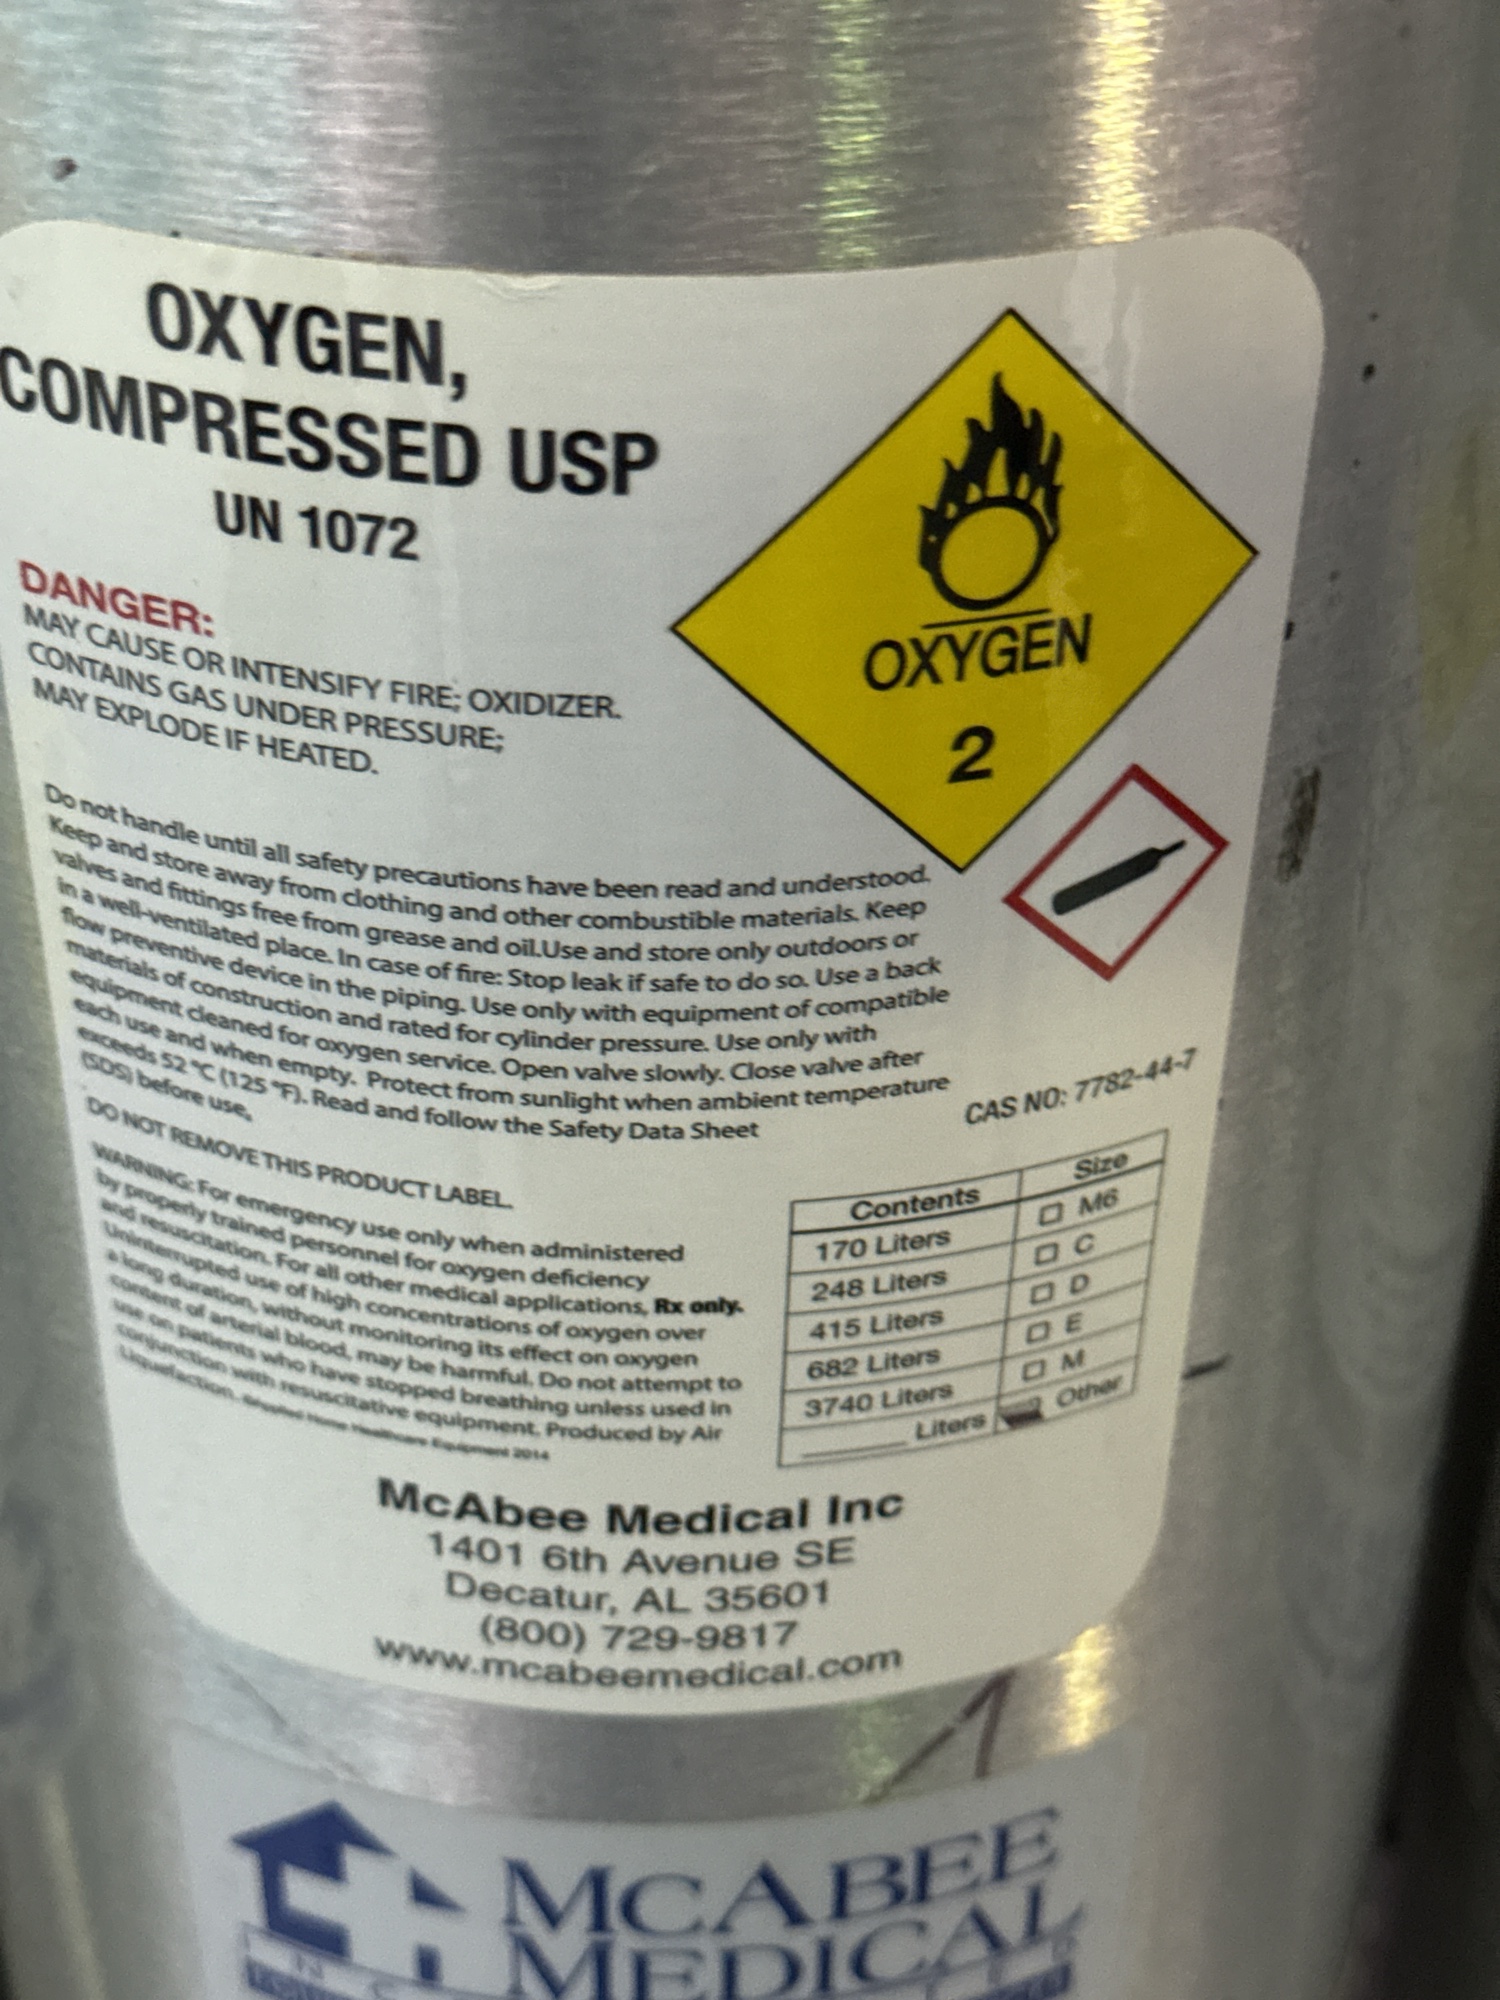 OXYGEN,
COMPRESSED USP
UN 1072
DANGER:
MAY CAUSE OR INTENSIFY FIRE; OXIDIZER.
CONTAINS GAS UNDER PRESSURE;
MAY EXPLODE IF HEATED.
OXYGEN
2
Do not handle until all safety precautions have been read and understood.
Keep and store away from clothing and other combustible materials. Keep
valves and fittings free from grease and oil.Use and store only outdoors or
in a well-ventilated place. In case of fire: Stop leak if safe to do so. Use a back
flow preventive device in the piping. Use only with equipment of compatible
materials of construction and rated for cylinder pressure. Use only with
equipment cleaned for oxygen service. Open valve slowly. Close valve after
each use and when empty. Protect from sunlight when ambient temperature
exceeds 52 °C (125 °F). Read and follow the Safety Data Sheet
(SDS) before use.
DO NOT REMOVE THIS PRODUCT LABEL.
CAS NO: 7782-44-7
WARNING: For emergency use only when administered
by properly trained personnel for oxygen deficiency
and resuscitation. For all other medical applications, Rx only.
Uninterrupted use of high concentrations of oxygen over
a long duration, without monitoring its effect on oxygen
content of arterial blood, may be harmful. Do not attempt to
use on patients who have stopped breathing unless used in
conjunction with resuscitative equipment. Produced by Air
Liquefaction. Home Healthcare Equipment 2014
Contents Size
170 Liters M6
248 Liters C
415 Liters D
682 Liters E
3740 Liters M
______ Liters Other
McAbee Medical Inc
1401 6th Avenue SE
Decatur, AL 35601
(800) 729-9817
www.mcabeemedical.com
MCABEE
MEDICAL